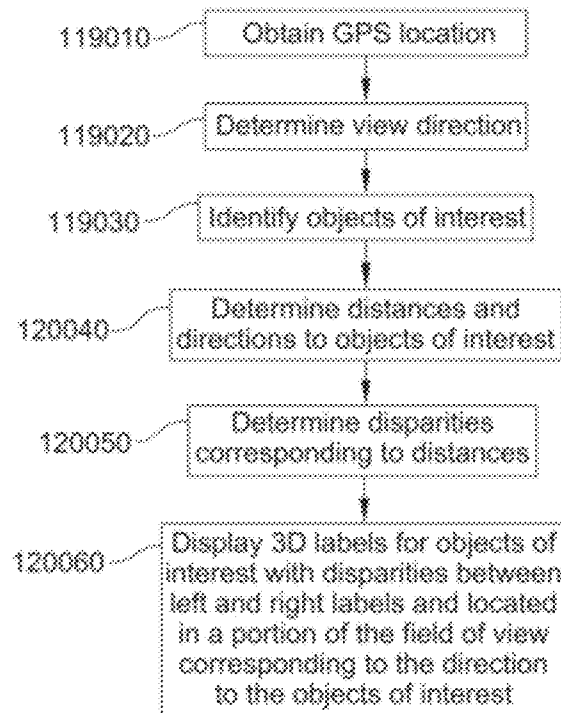 119010
Obtain GPS location
119020
Determine view direction
119030
Identify objects of interest
120040
Determine distances and
directions to objects of interest
120050
Determine disparities
corresponding to distances
120060
Display 3D labels for objects of
interest with disparities between
left and right labels and located
in a portion of the field of view
corresponding to the direction
to the objects of interest